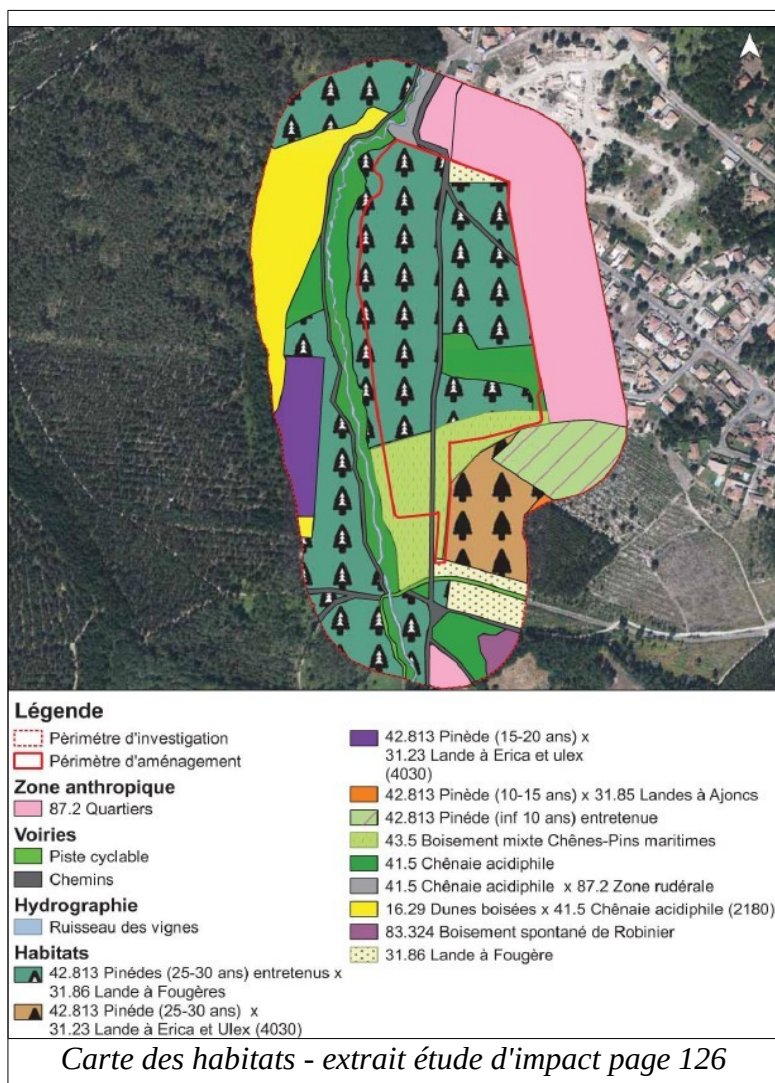 Légende
Pèrimétre d'investigation
Pèrimètre d'aménagement
Zone anthropique
87.2 Quartiers
Voiries
Piste cyclable
Chemins
Hydrographie
Ruisseau des vignes
Habitats
42.813 Pinédes (25-30 ans) entretenus x
31.86 Lande à Fougères
42.813 Pinéde (25-30 ans) x
31.23 Lande à Erica et Ulex (4030)
42.813 Pinède (15-20 ans) x
31.23 Lande à Erica et ulex
(4030)
42.813 Pinède (10-15 ans) x 31.85 Landes à Ajoncs
42.813 Pinéde (inf 10 ans) entretenue
43.5 Boisement mixte Chênes-Pins maritimes
41.5 Chênaie acidiphile
41.5 Chênaie acidiphile x 87.2 Zone rudérale
16.29 Dunes boisées x 41.5 Chênaie acidiphile (2180)
83.324 Boisement spontané de Robinier
31.86 Lande à Fougère
Carte des habitats - extrait étude d'impact page 126